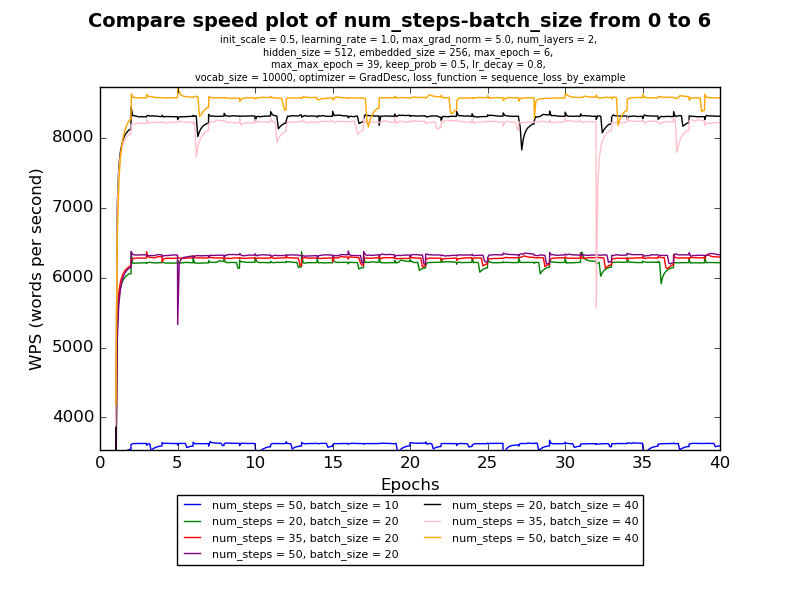 Compare speed plot of num_steps-batch_size from 0 to 6
init_scale = 0.5, learning_rate = 1.0, max_grad_norm = 5.0, num_layers = 2,
hidden_size = 512, embedded_size = 256, max_epoch = 6,
max_max_epoch = 39, keep_prob = 0.5, lr_decay = 0.8,
vocab_size = 10000, optimizer = GradDesc, loss_function = sequence_loss_by_example
WPS (words per second)
8000
7000
6000
5000
4000
0 5 10 15 20 25 30 35 40
Epochs
num_steps = 50, batch_size = 10
num_steps = 20, batch_size = 20
num_steps = 35, batch_size = 20
num_steps = 50, batch_size = 20
num_steps = 20, batch_size = 40
num_steps = 35, batch_size = 40
num_steps = 50, batch_size = 40